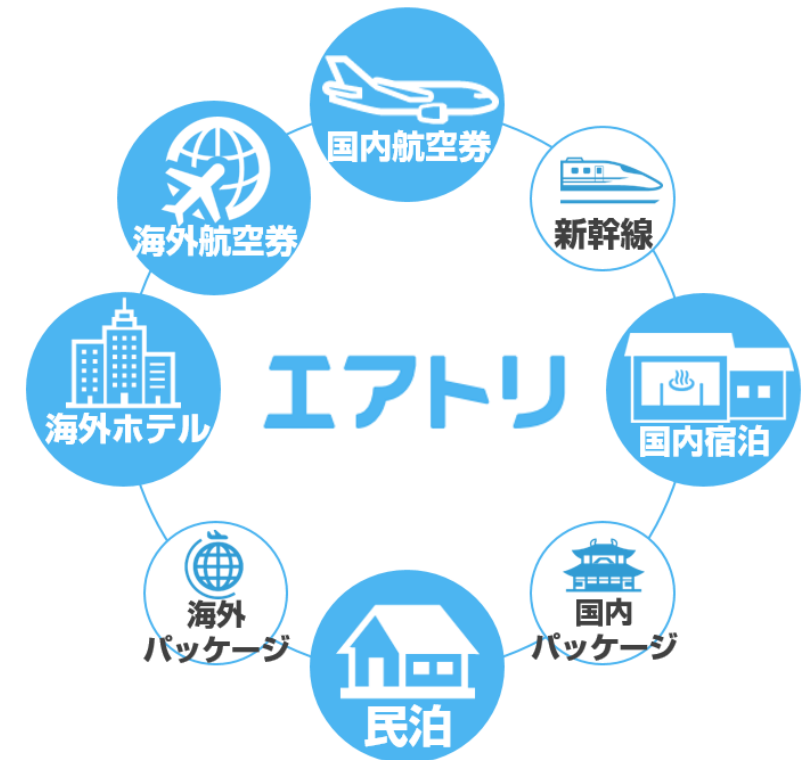 国内航空券
海外航空券
新幹線
エアトリ
海外ホテル
国内宿泊
海外
パッケージ
国内
パッケージ
民泊